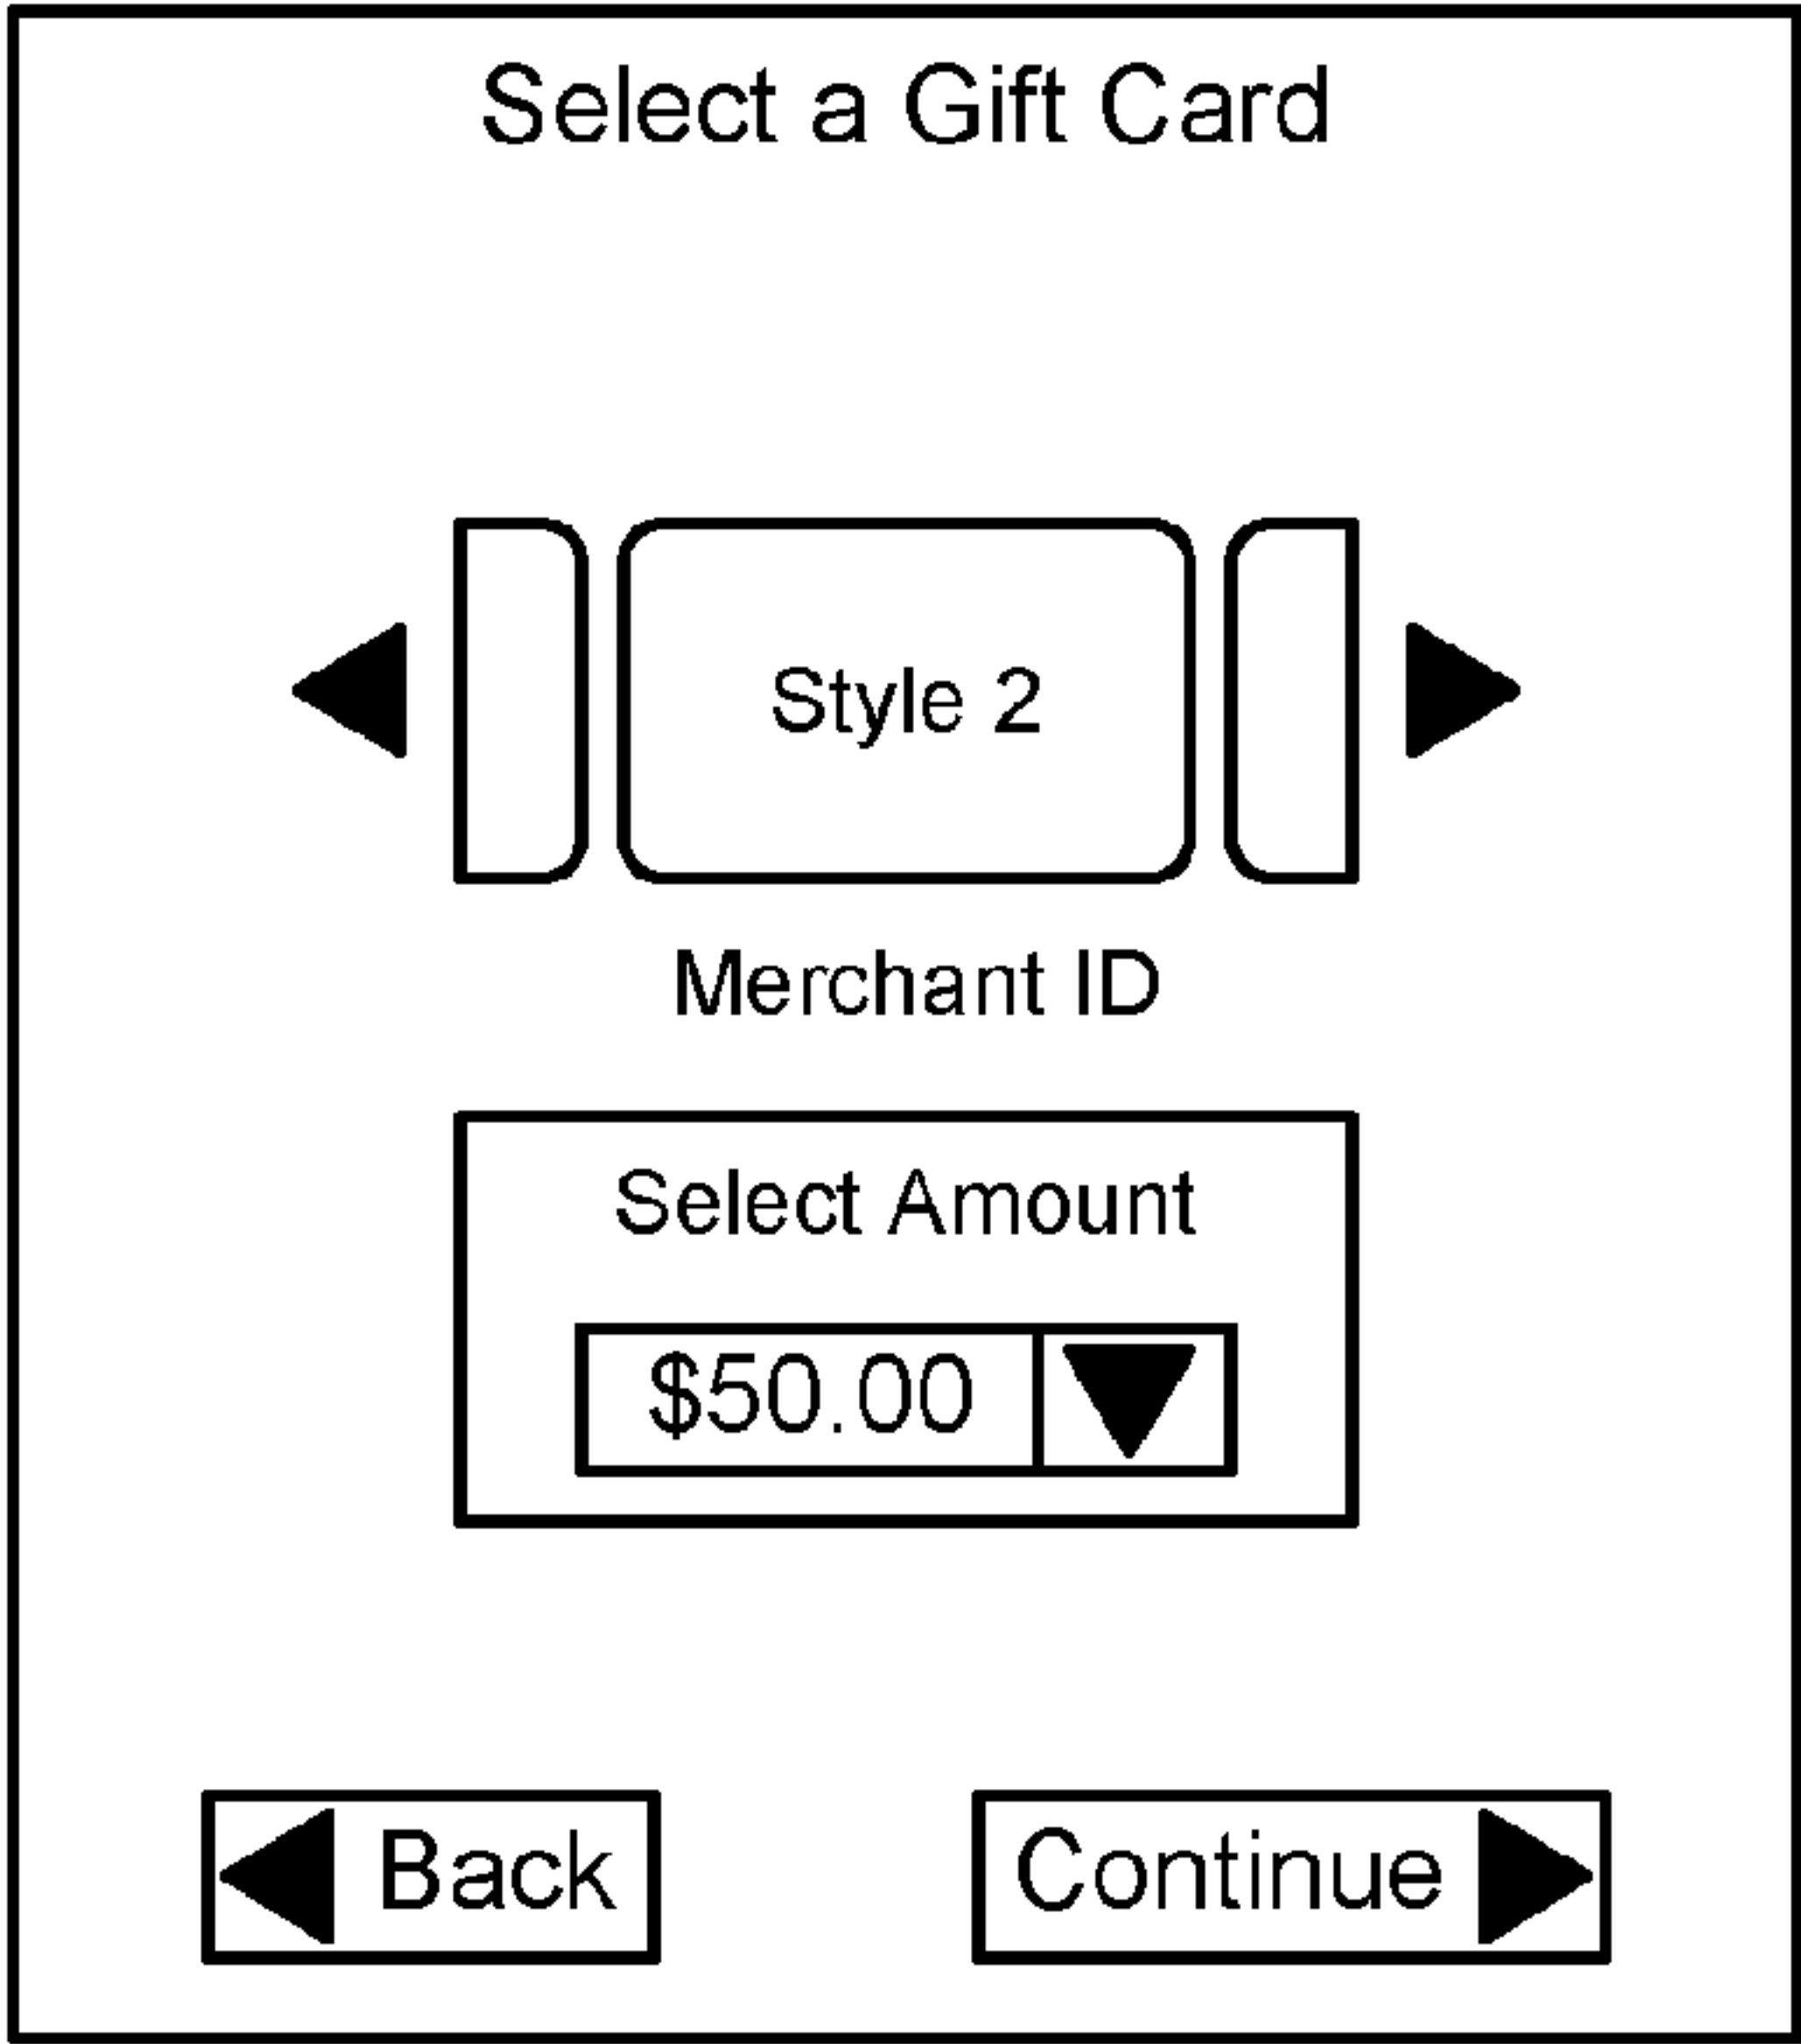 Select a Gift Card
Style 2
Merchant ID
Select Amount
$50.00
Back
Continue